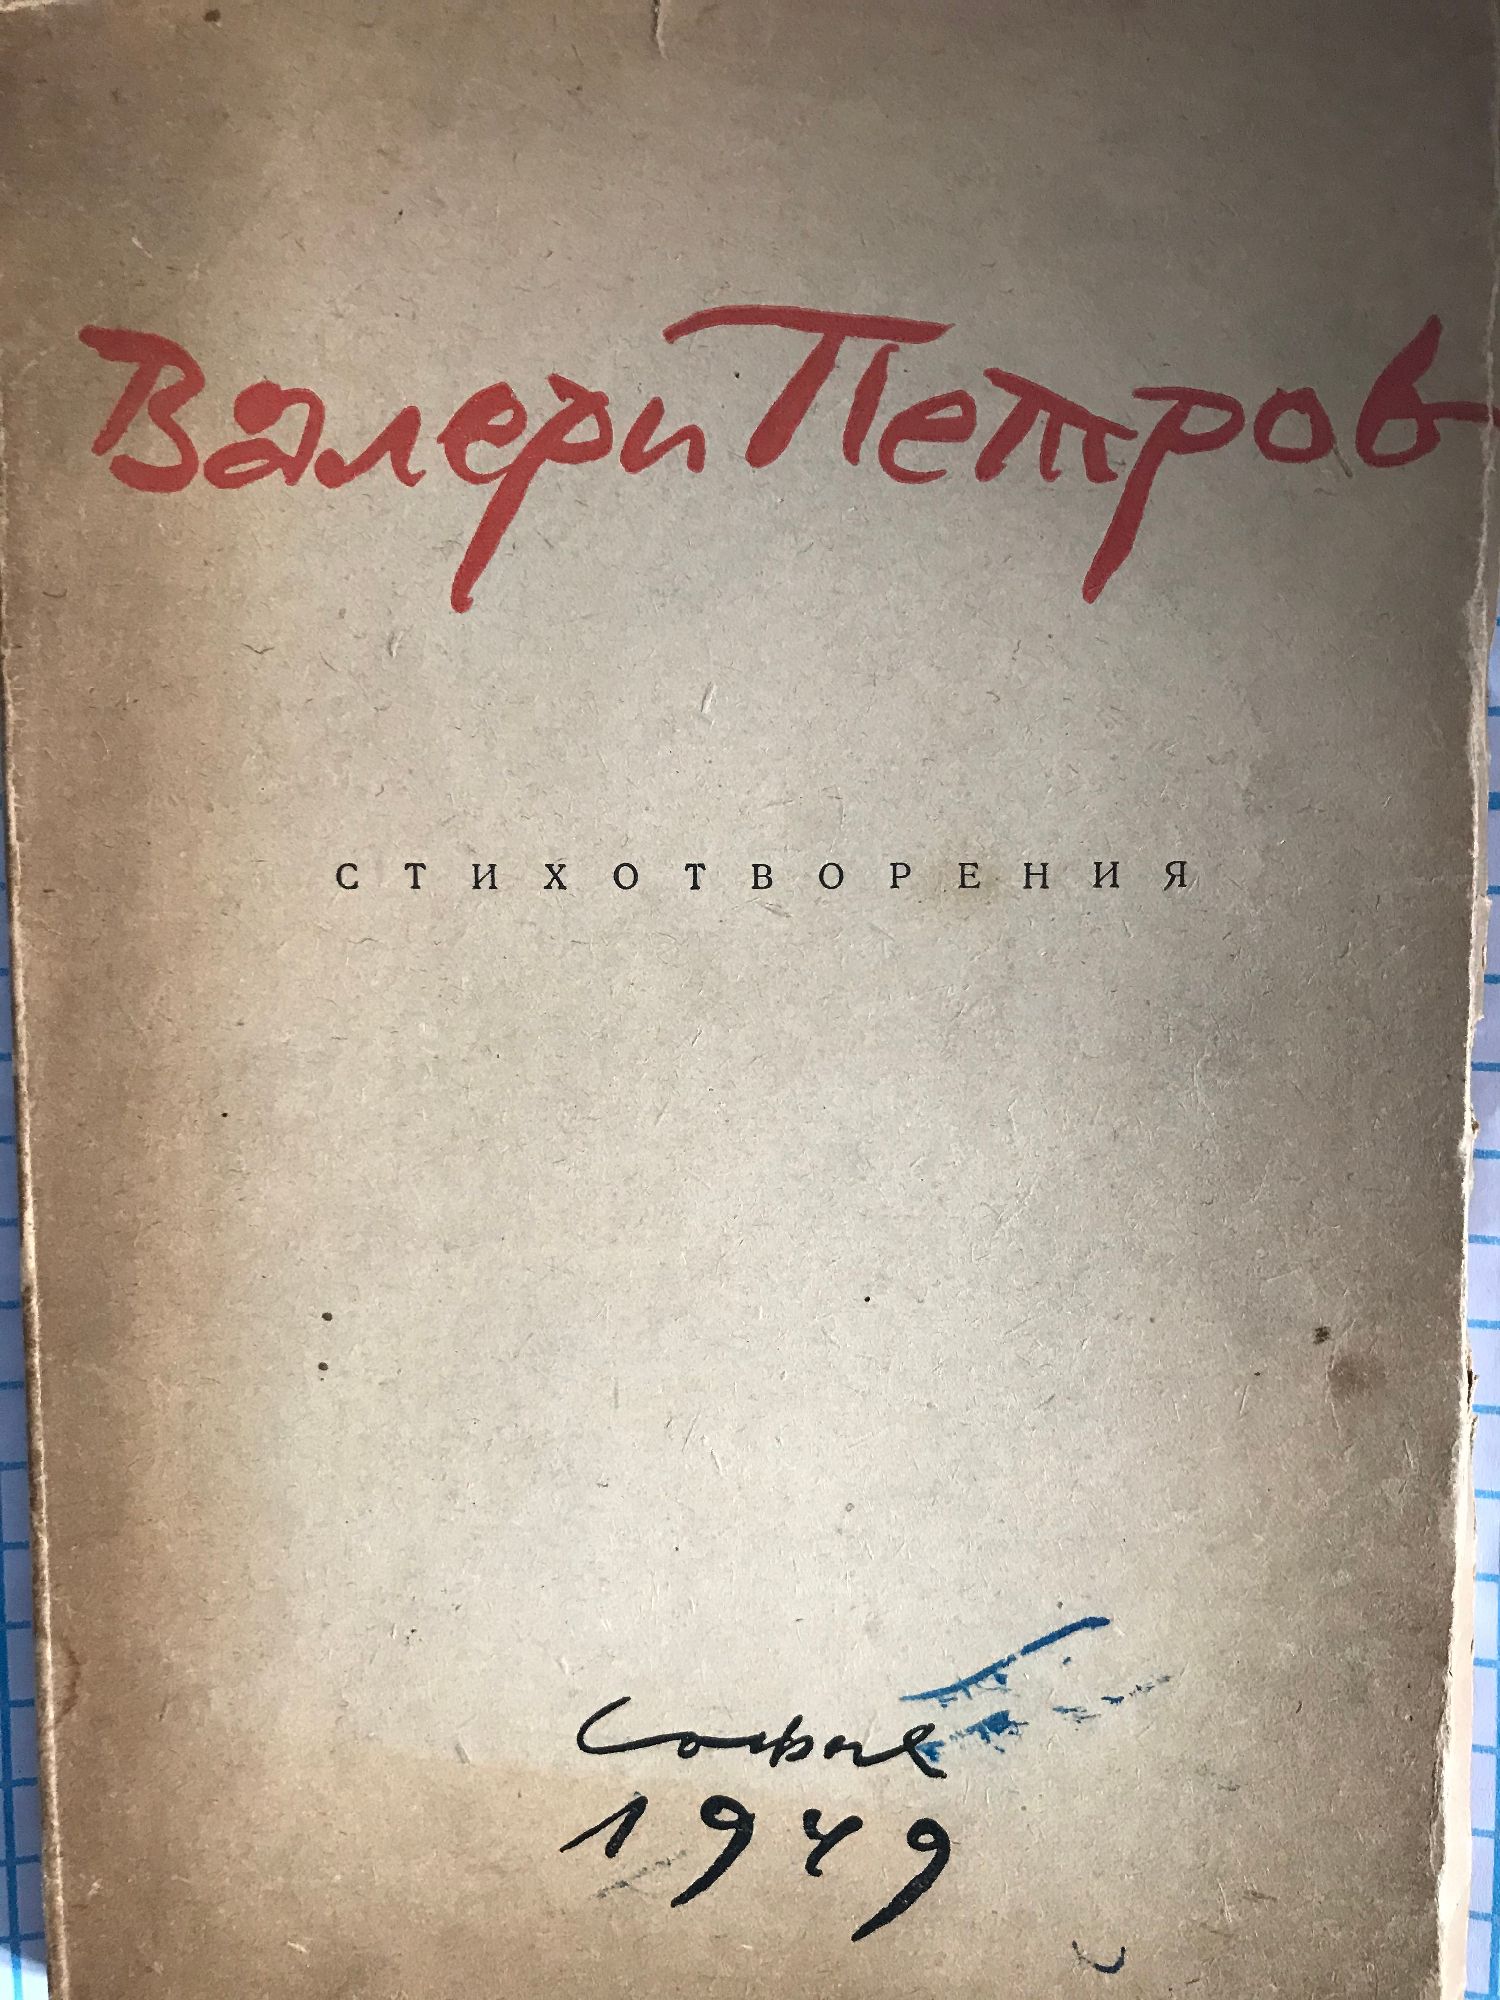 Валери Петров
СТИХОТВОРЕНИЯ
София
1949